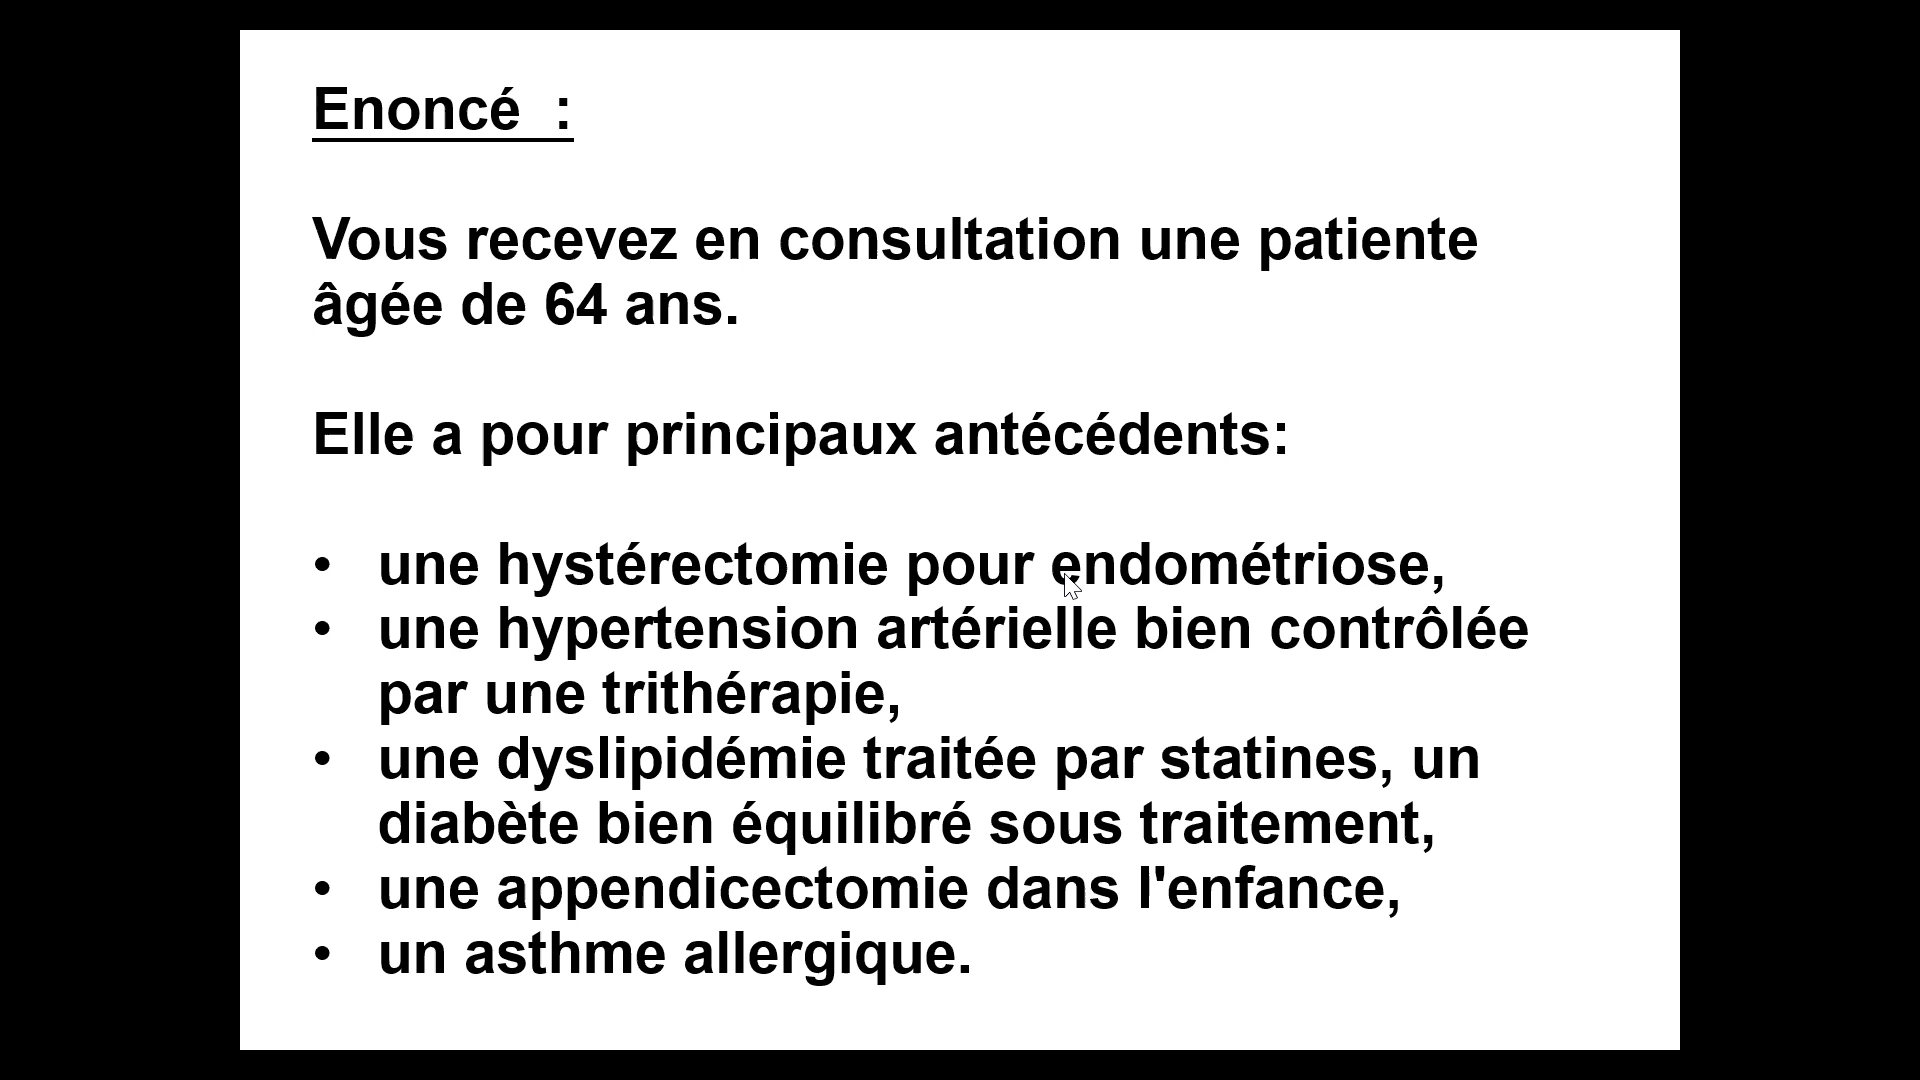 Enoncé  :
Vous recevez en consultation une patiente
âgée de 64 ans.
Elle a pour principaux antécédents:
• une hystérectomie pour endométriose,
• une hypertension artérielle bien contrôlée
par une trithérapie,
• une dyslipidémie traitée par statines, un
diabète bien équilibré sous traitement,
• une appendicectomie dans l'enfance,
• un asthme allergique.